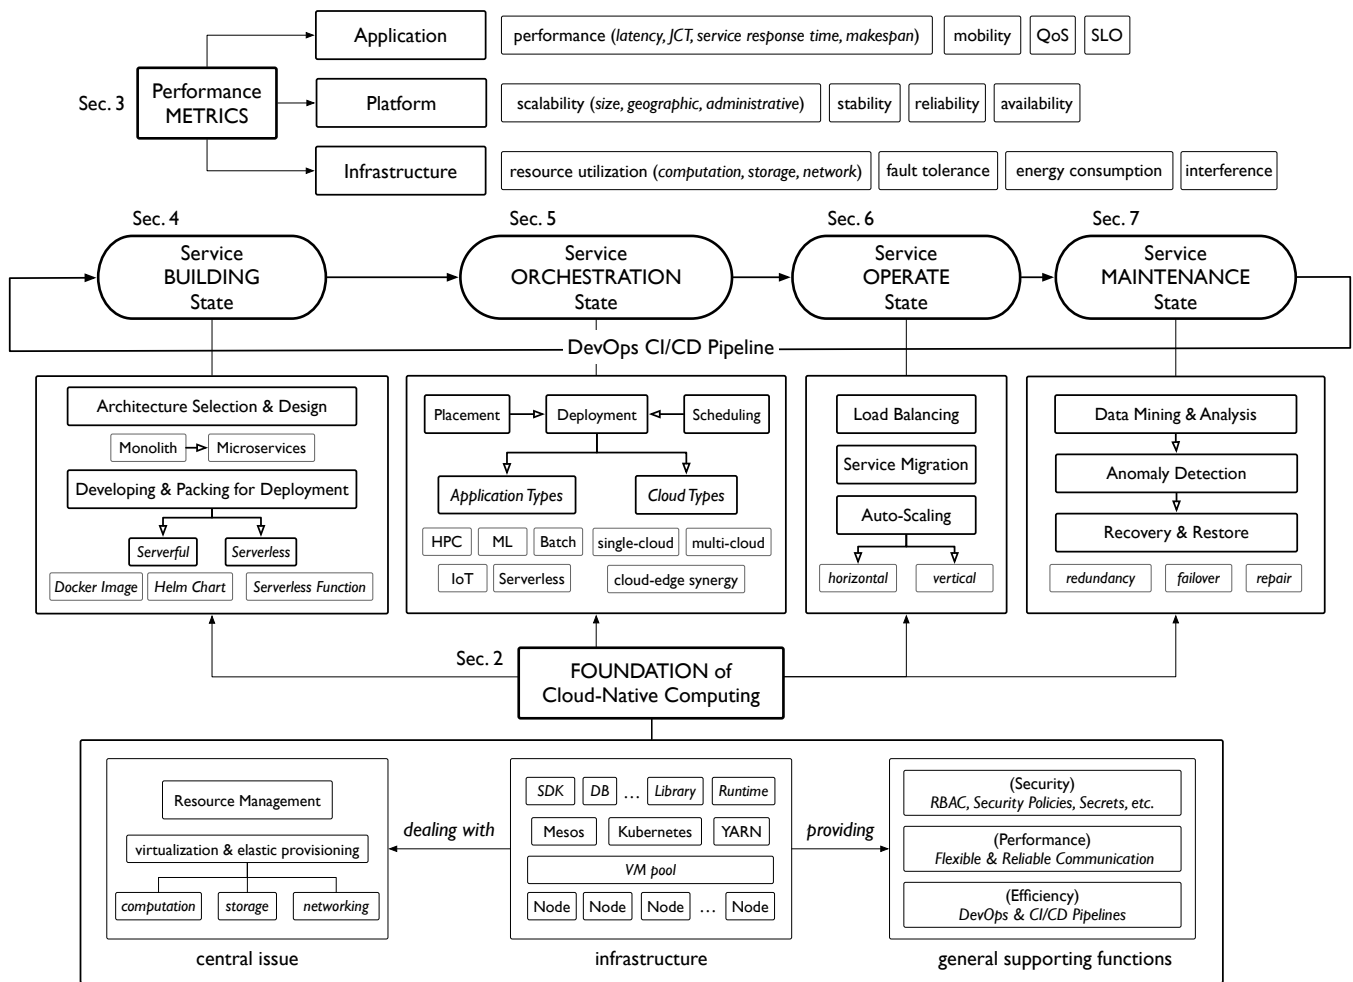 Sec. 3
Performance
METRICS
Application
performance (latency, JCT, service response time, makespan)
mobility
QoS
SLO
Platform
scalability (size, geographic, administrative)
stability
reliability
availability
Infrastructure
resource utilization (computation, storage, network)
fault tolerance
energy consumption
interference
Sec. 4
Service
BUILDING
State
Sec. 5
Service
ORCHESTRATION
State
Sec. 6
Service
OPERATE
State
Sec. 7
Service
MAINTENANCE
State
DevOps CI/CD Pipeline
Architecture Selection & Design
Monolith
Microservices
Developing & Packing for Deployment
Serverful
Serverless
Docker Image
Helm Chart
Serverless Function
Placement
Deployment
Scheduling
Application Types
Cloud Types
HPC
ML
Batch
single-cloud
multi-cloud
IoT
Serverless
cloud-edge synergy
Load Balancing
Service Migration
Auto-Scaling
horizontal
vertical
Data Mining & Analysis
Anomaly Detection
Recovery & Restore
redundancy
failover
repair
Sec. 2
FOUNDATION of
Cloud-Native Computing
Resource Management
virtualization & elastic provisioning
computation
storage
networking
central issue
dealing with
SDK
DB
...
Library
Runtime
Mesos
Kubernetes
YARN
VM pool
Node
Node
Node
...
Node
infrastructure
providing
(Security)
RBAC, Security Policies, Secrets, etc.
(Performance)
Flexible & Reliable Communication
(Efficiency)
DevOps & CI/CD Pipelines
general supporting functions